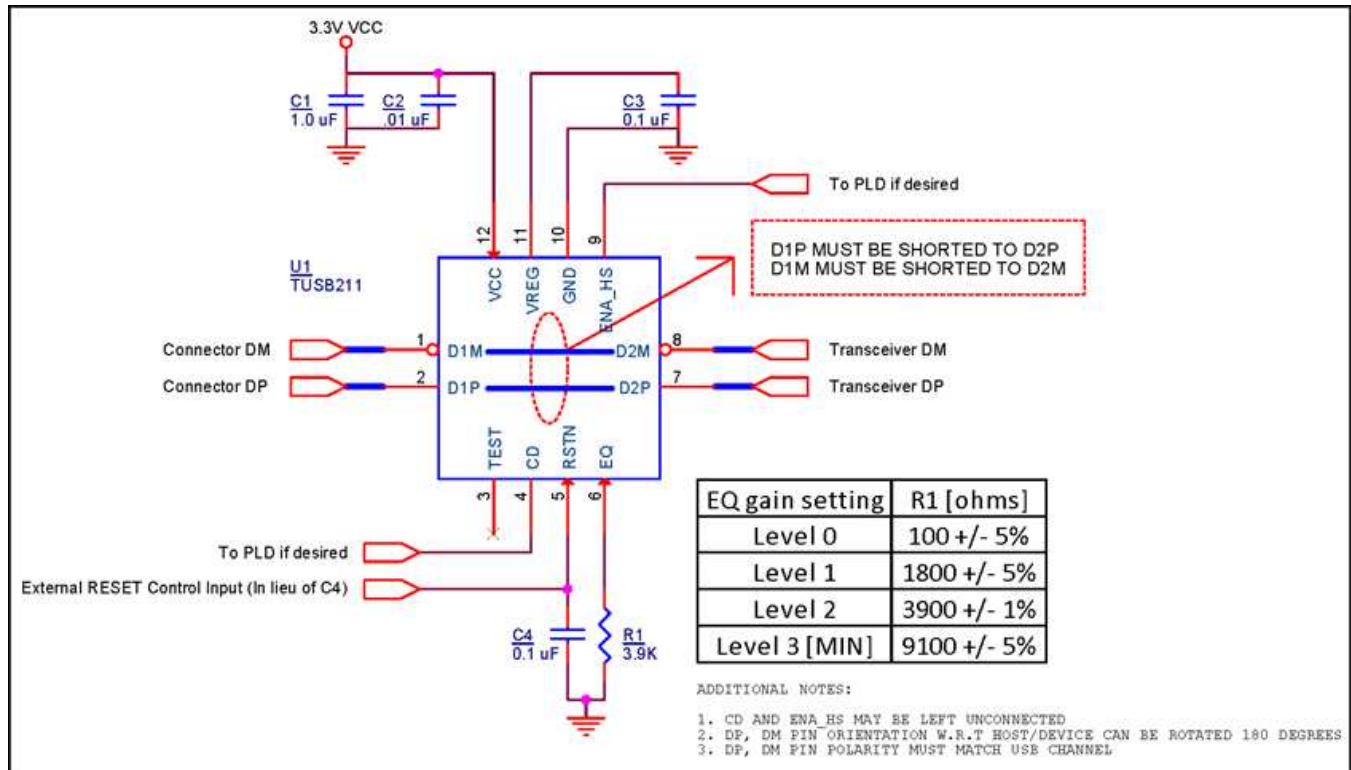 3.3V VCC
C1
1.0 uF
C2
.01 uF
C3
0.1 uF
To PLD if desired
12
11
10
9
D1P MUST BE SHORTED TO D2P
D1M MUST BE SHORTED TO D2M
U1
TUSB211
VCC
VREG
GND
ENA_HS
Connector DM
1
D1M
D2M
8
Transceiver DM
Connector DP
2
D1P
D2P
7
Transceiver DP
TEST
CD
RSTN
EQ
3
4
5
6
To PLD if desired
External RESET Control Input (In lieu of C4)
C4
0.1 uF
R1
3.9K
EQ gain setting R1 [ohms]
Level 0 100 +/- 5%
Level 1 1800 +/- 5%
Level 2 3900 +/- 1%
Level 3 [MIN] 9100 +/- 5%
ADDITIONAL NOTES:
1. CD AND ENA_HS MAY BE LEFT UNCONNECTED
2. DP, DM PIN ORIENTATION W.R.T HOST/DEVICE CAN BE ROTATED 180 DEGREES
3. DP, DM PIN POLARITY MUST MATCH USB CHANNEL